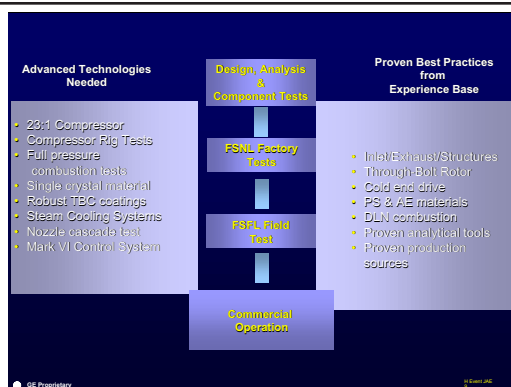 Advanced Technologies
Needed
• 23:1 Compressor
• Compressor Rig Tests
• Full pressure
combustion tests
• Single crystal material
• Robust TBC coatings
• Steam Cooling Systems
• Nozzle cascade test
• Mark VI Control System
Design, Analysis
&
Component Tests
FSNL Factory
Tests
FSFL Field
Test
Commercial
Operation
Proven Best Practices
from
Experience Base
• Inlet/Exhaust/Structures
• Through-Bolt Rotor
• Cold end drive
• PS & AE materials
• DLN combustion
• Proven analytical tools
• Proven production
sources
GE Proprietary
H Event JAE